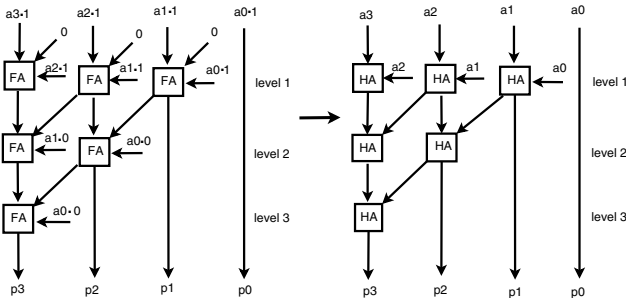 a3•1 a2•1 a1•1 a0•1 a3 a2 a1 a0
0 0 0
FA a2•1 FA a1•1 FA a0•1 level 1 HA a2 HA a1 HA a0 level 1
FA a1•0 FA a0•0 level 2 HA HA level 2
FA a0•0 level 3 HA level 3
p3 p2 p1 p0 p3 p2 p1 p0